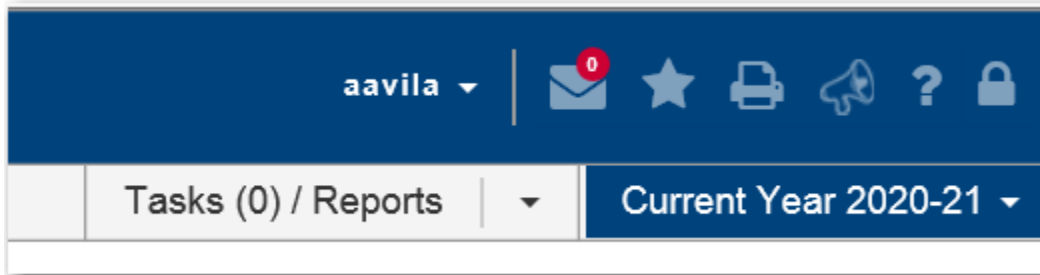 aavila
0
?
Tasks (0) / Reports
Current Year 2020-21